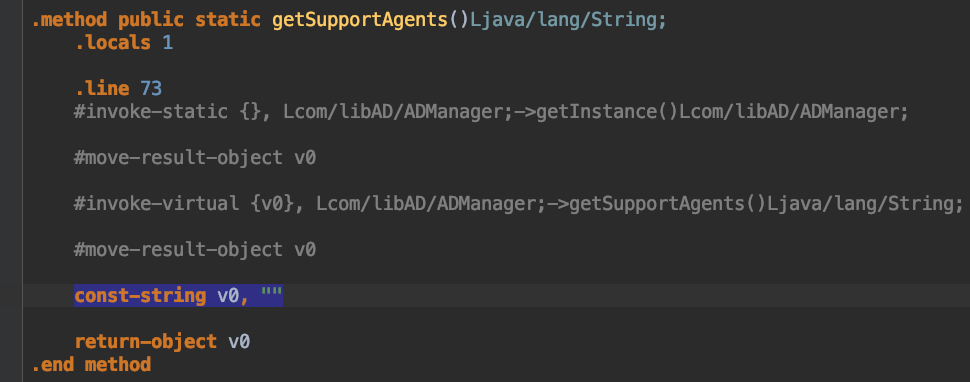 .method public static getSupportAgents()Ljava/lang/String;
.locals 1
.line 73
#invoke-static {}, Lcom/libAD/ADManager;->getInstance()Lcom/libAD/ADManager;
#move-result-object v0
#invoke-virtual {v0}, Lcom/libAD/ADManager;->getSupportAgents()Ljava/lang/String;
#move-result-object v0
const-string v0, ""
return-object v0
.end method